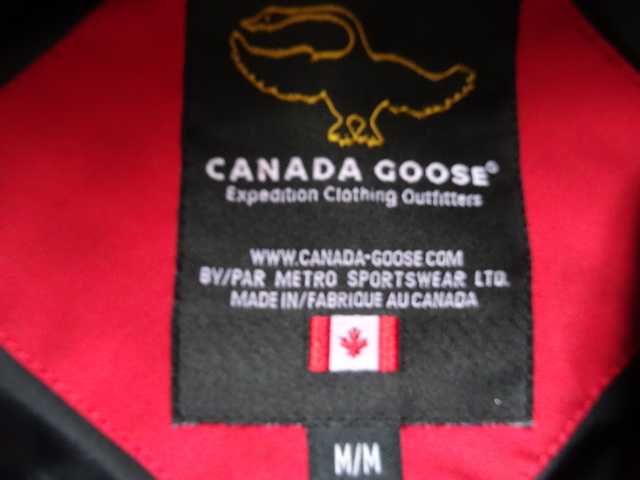 CANADA GOOSE®
Expedition Clothing Outfitters
WWW.CANADA-GOOSE.COM
BY/PAR METRO SPORTSWEAR LTD.
MADE IN/FABRIQUE AU CANADA
M/M